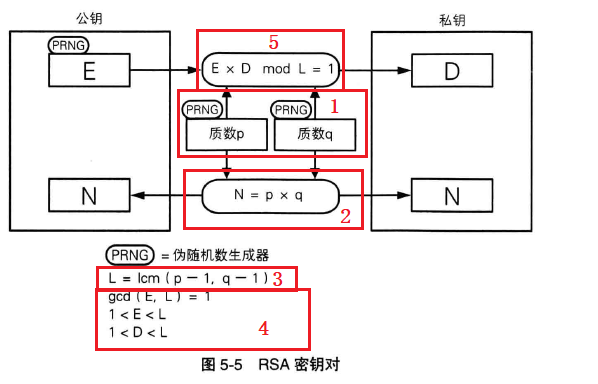 公钥
私钥
PRNG
E
5
E × D mod L = 1
D
PRNG
PRNG
1
质数p
质数q
N
N = p × q
2
N
PRNG = 伪随机数生成器
L = lcm ( p − 1, q − 1 ) 3
gcd ( E, L ) = 1
1 < E < L
1 < D < L
4
图 5-5 RSA 密钥对